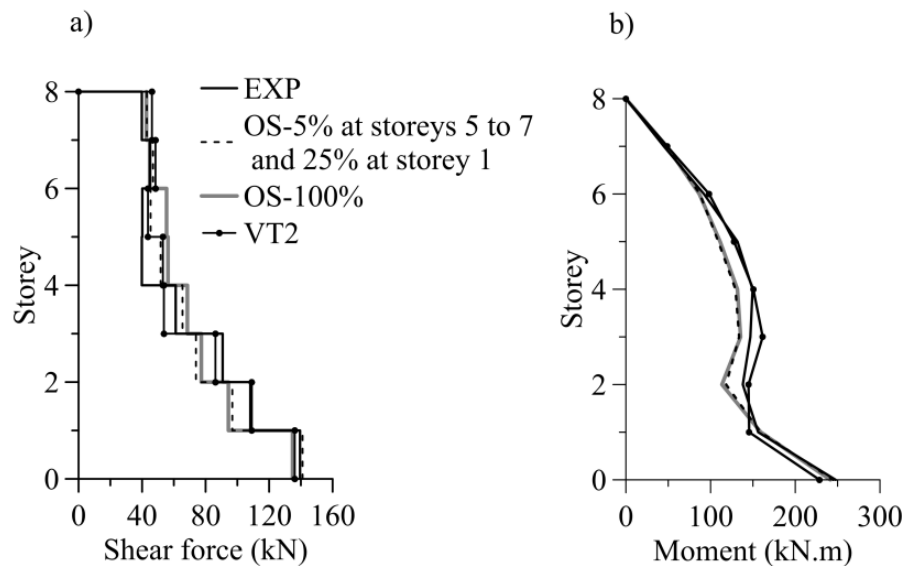 a)
8
6
4
2
0
Storey
0
40
80
120
160
Shear force (kN)
EXP
OS-5% at storeys 5 to 7
and 25% at storey 1
OS-100%
VT2
b)
8
6
4
2
0
Storey
0
100
200
300
Moment (kN.m)